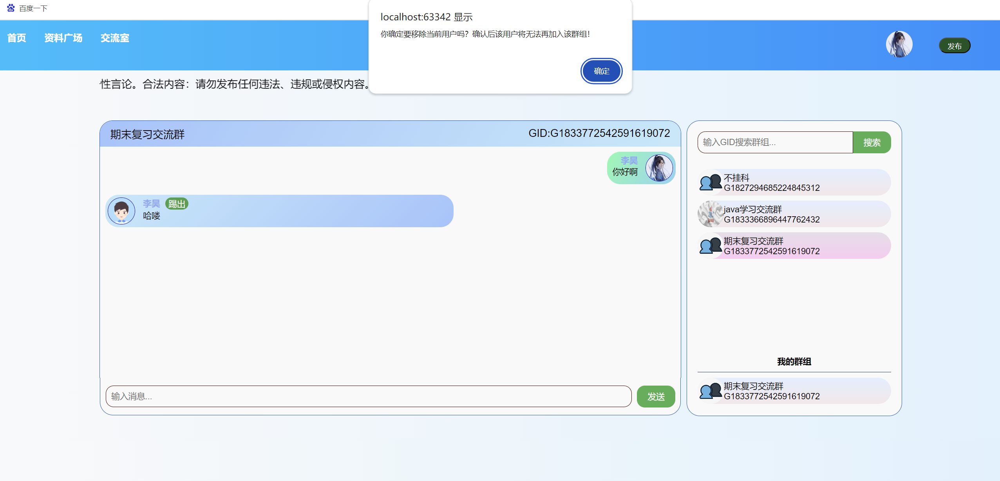 百度一下
localhost:63342 显示
你确定要移除当前用户吗？确认后该用户将无法再加入该群组！
确定
首页 资料广场 交流室
发布
性言论。合法内容：请勿发布任何违法、违规或侵权内容。
期末复习交流群 GID:G1833772542591619072
李昊
你好啊
李昊 踢出
哈喽
输入消息... 发送
输入GID搜索群组... 搜索
不挂科
G1827294685224845312
java学习交流群
G1833366896447762432
期末复习交流群
G1833772542591619072
我的群组
期末复习交流群
G1833772542591619072